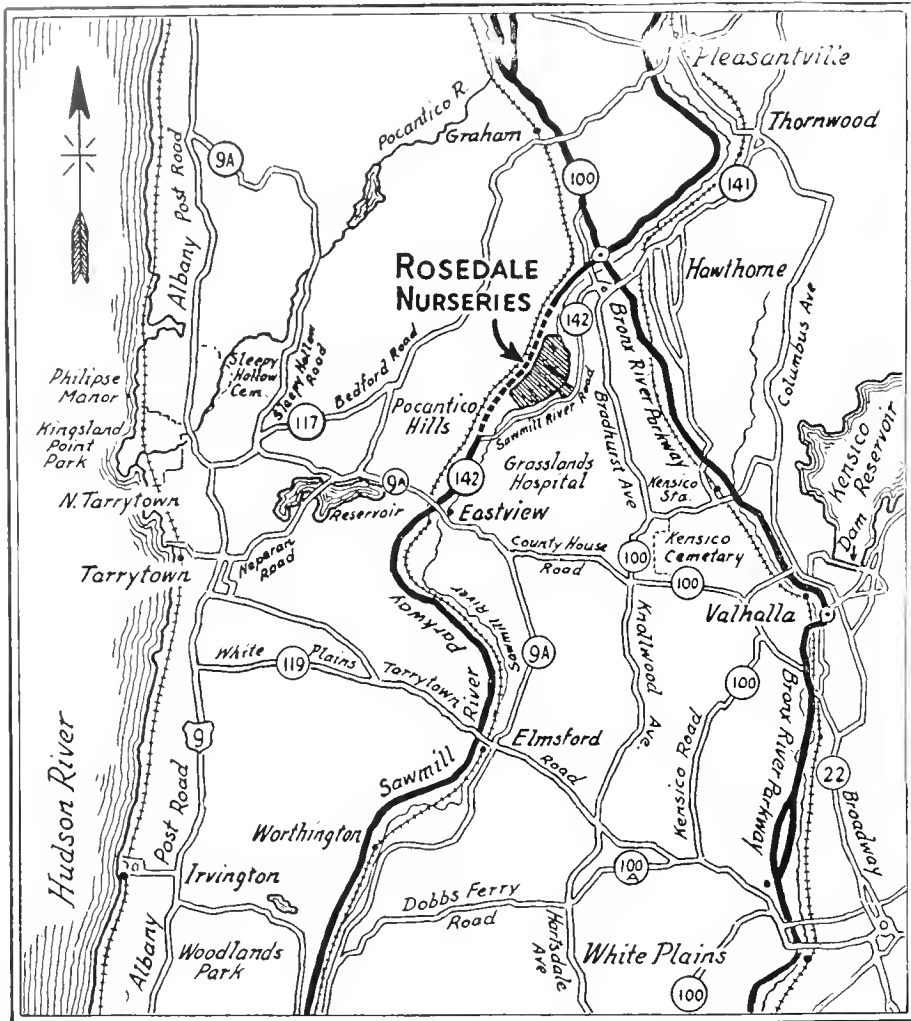 Pleasantville
Pocantico R.
Graham
Thornwood
9A
Albany Post Road
100
141
ROSEDALE
NURSERIES
Hawthorne
142
Bronx River Parkway
Columbus Ave
Sleepy
Hollow
Cem.
Sleepy Hollow
Road
Bedford Road
117
Philipse
Manor
Kingsland
Point
Park
Pocantico
Hills
Sawmill River Road
Bradhurst Ave
Kensico
Reservoir
Dam
N. Tarrytown
Reservoir
9A
142
Grasslands
Hospital
Kensico
Sta.
Eastview
Tarrytown
Neperan
Road
County House
Road
100
Kensico
Cemetary
100
Valhalla
Parkway
Sawmill
River
White Plains
119
Tarrytown
9A
Knollwood
Ave.
100
Bronx River Parkway
River
Elmsford
Road
Kensico Road
9
Hudson River
Post Road
Sawmill
22
Broadway
Worthington
Irvington
100
A
Dobbs Ferry
Road
Hartsdale
Ave
White Plains
Albany
Woodlands
Park
100